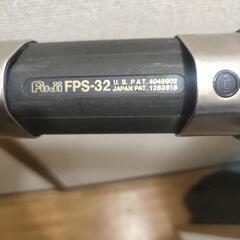 Fuji FPS-32 U.S. PAT. 4045902
JAPAN PAT. 1283818